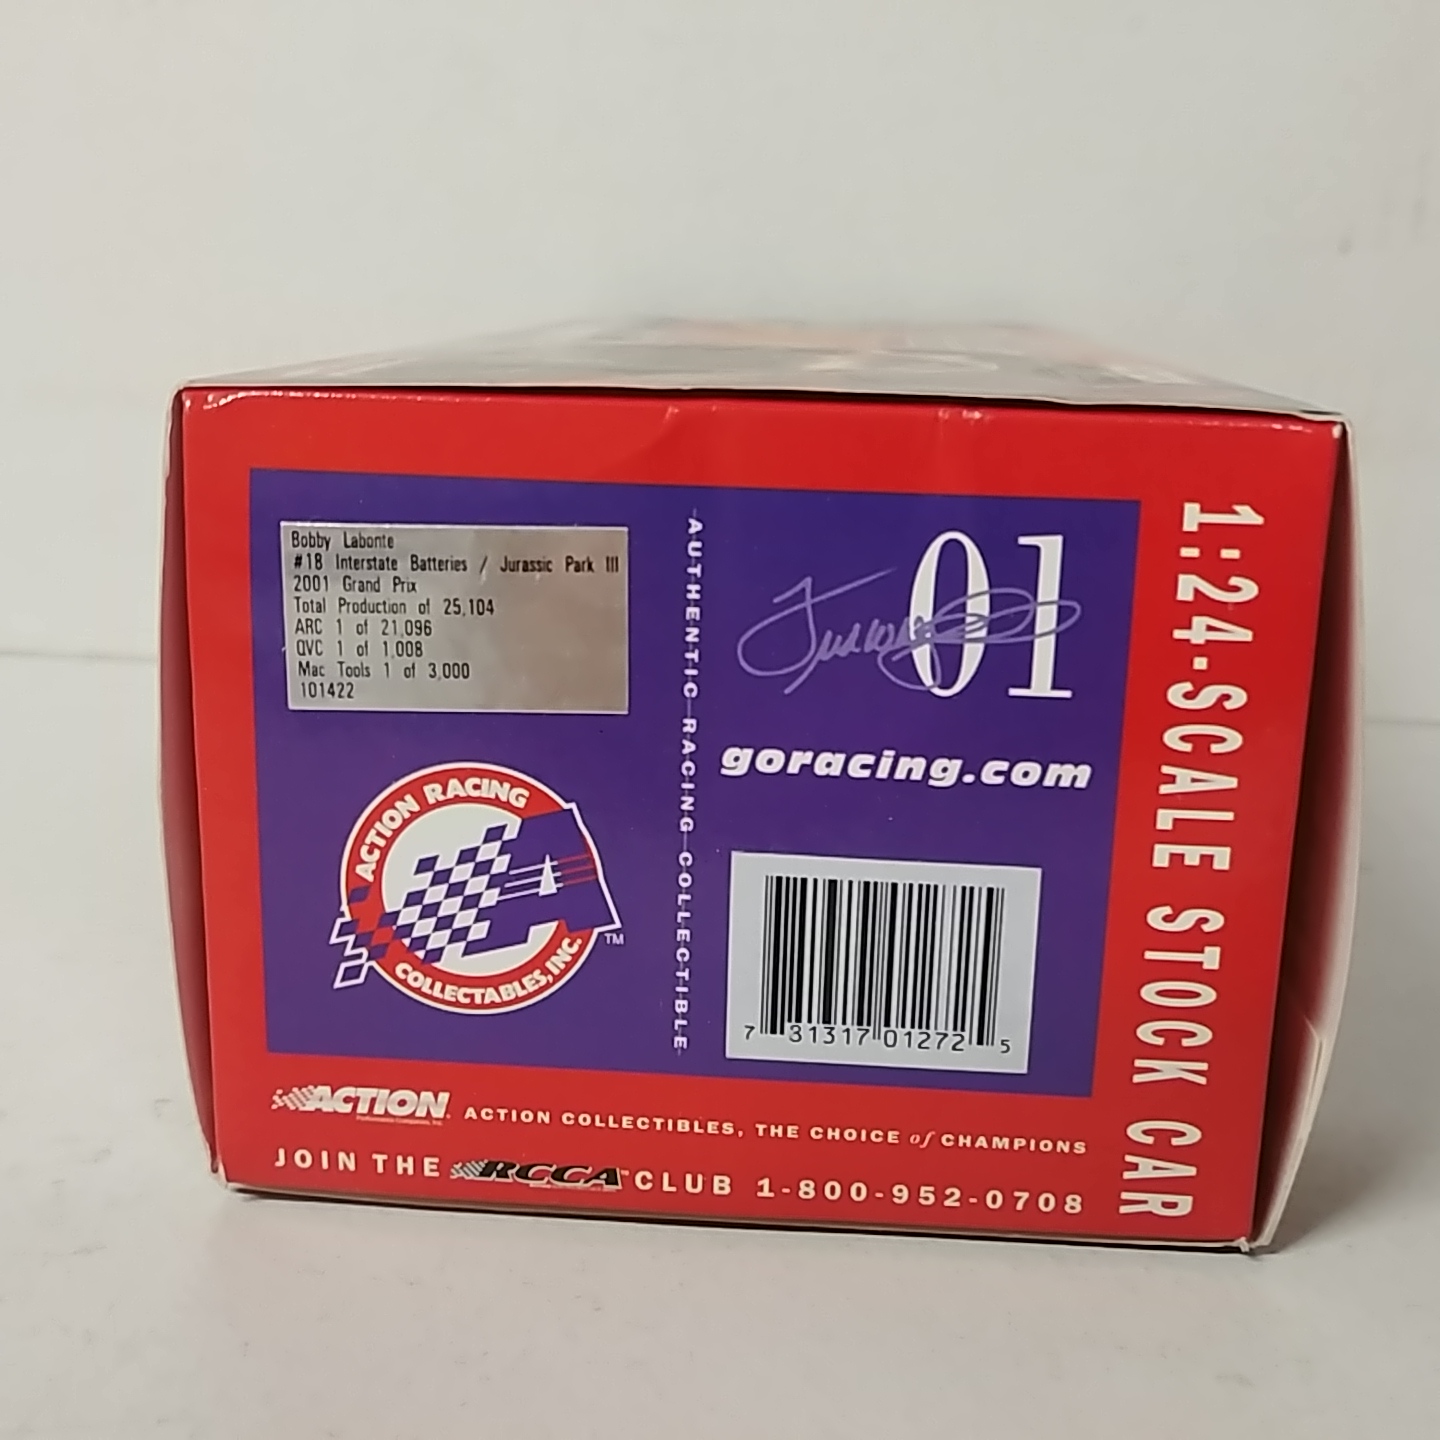 Bobby Labonte
#18 Interstate Batteries / Jurassic Park III
2001 Grand Prix
Total Production of 25,104
ARC 1 of 21,096
QVC 1 of 1,008
Mac Tools 1 of 3,000
101422
AUTHENTIC RACING COLLECTIBLE
01
goracing.com
ACTION RACING
COLLECTABLES, INC.
TM
7 31317 01272 5
1:24-SCALE STOCK CAR
ACTION
ACTION COLLECTIBLES, THE CHOICE of CHAMPIONS
JOIN THE RCCA CLUB 1-800-952-0708